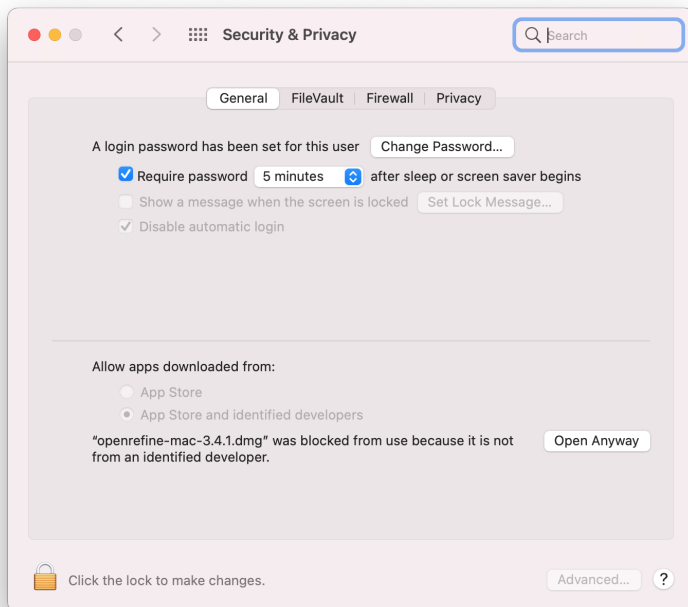 Security & Privacy
Search
General FileVault Firewall Privacy
A login password has been set for this user Change Password...
Require password 5 minutes after sleep or screen saver begins
Show a message when the screen is locked Set Lock Message...
Disable automatic login
Allow apps downloaded from:
App Store
App Store and identified developers
“openrefine-mac-3.4.1.dmg” was blocked from use because it is not Open Anyway
from an identified developer.
Click the lock to make changes. Advanced... ?